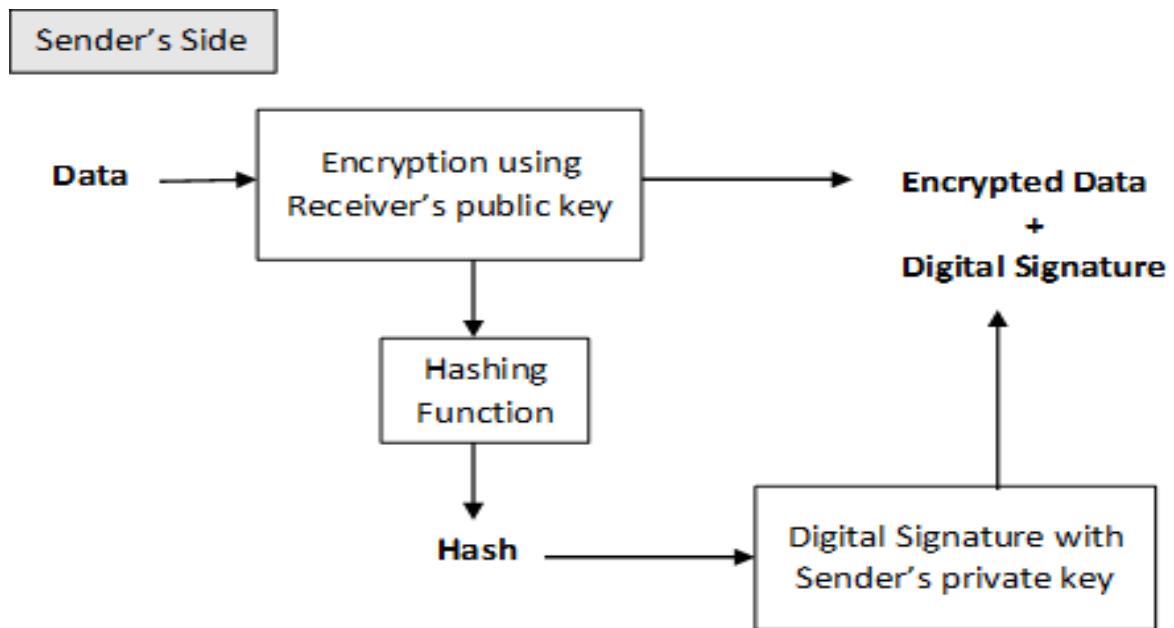 Sender’s Side
Data
Encryption using
Receiver’s public key
Encrypted Data
+
Digital Signature
Hashing
Function
Hash
Digital Signature with
Sender’s private key